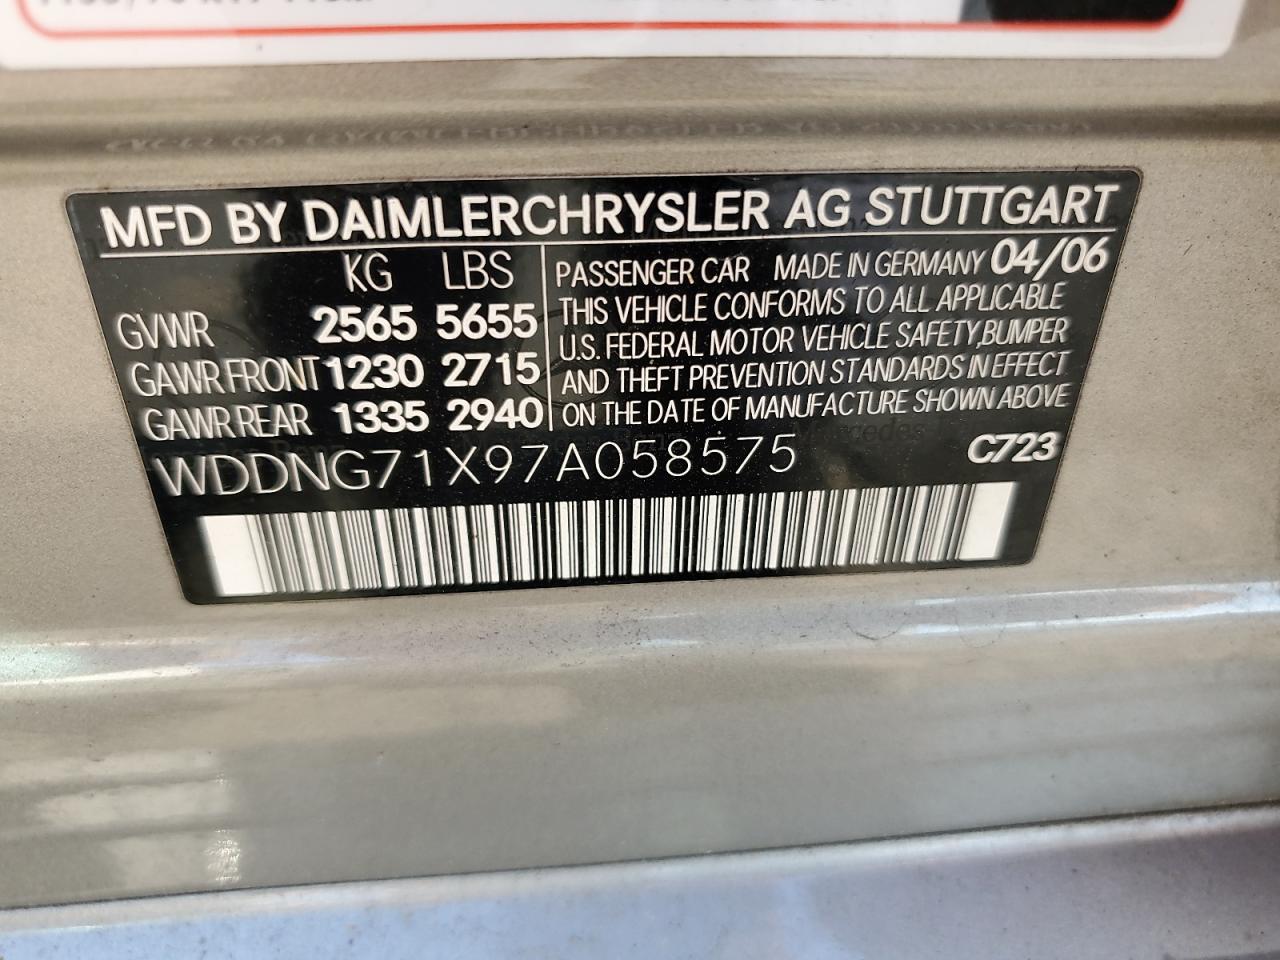 MFD BY DAIMLERCHRYSLER AG STUTTGART
KG LBS
GVWR 2565 5655
GAWR FRONT 1230 2715
GAWR REAR 1335 2940
PASSENGER CAR MADE IN GERMANY 04/06
THIS VEHICLE CONFORMS TO ALL APPLICABLE
U.S. FEDERAL MOTOR VEHICLE SAFETY,BUMPER
AND THEFT PREVENTION STANDARDS IN EFFECT
ON THE DATE OF MANUFACTURE SHOWN ABOVE
WDDNG71X97A058575
C723